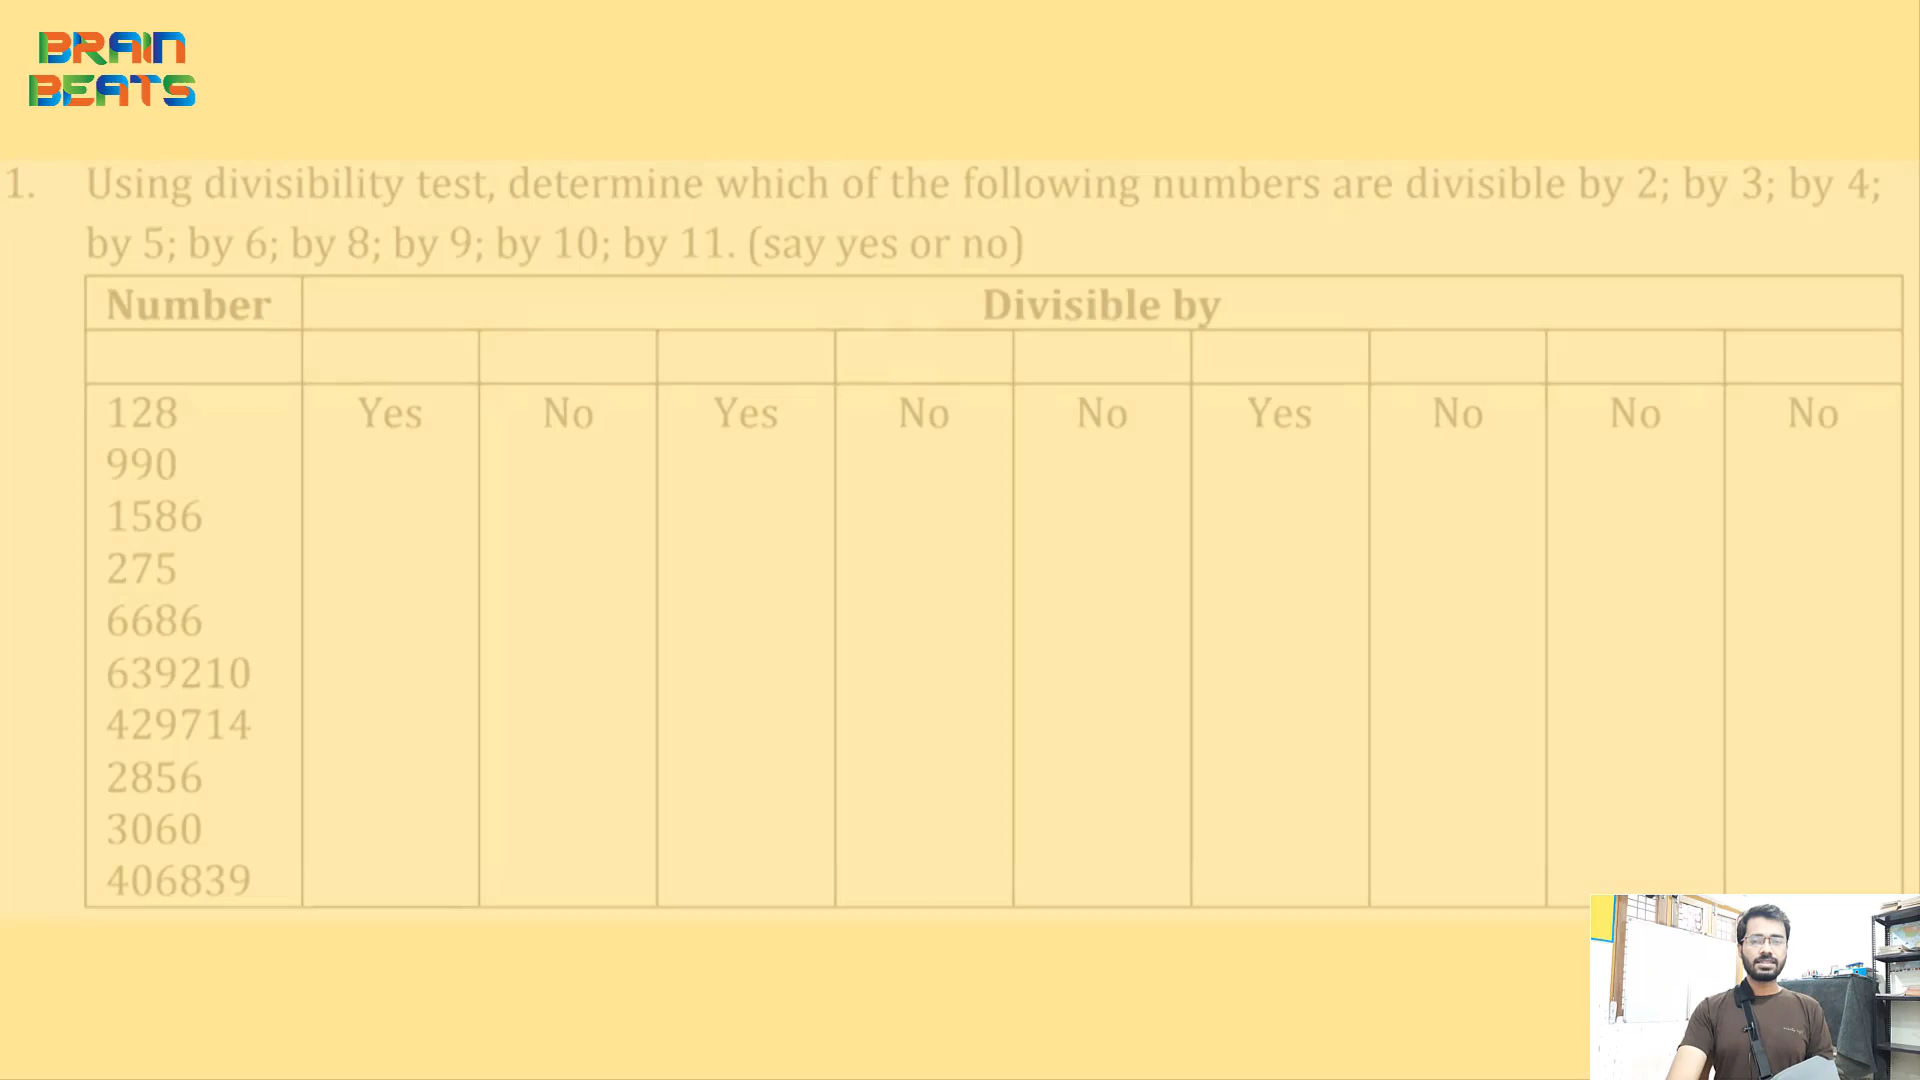 BRAIN
BEATS
1. Using divisibility test, determine which of the following numbers are divisible by 2; by 3; by 4;
by 5; by 6; by 8; by 9; by 10; by 11. (say yes or no)
Number Divisible by
128 Yes No Yes No No Yes No No No
990
1586
275
6686
639210
429714
2856
3060
406839